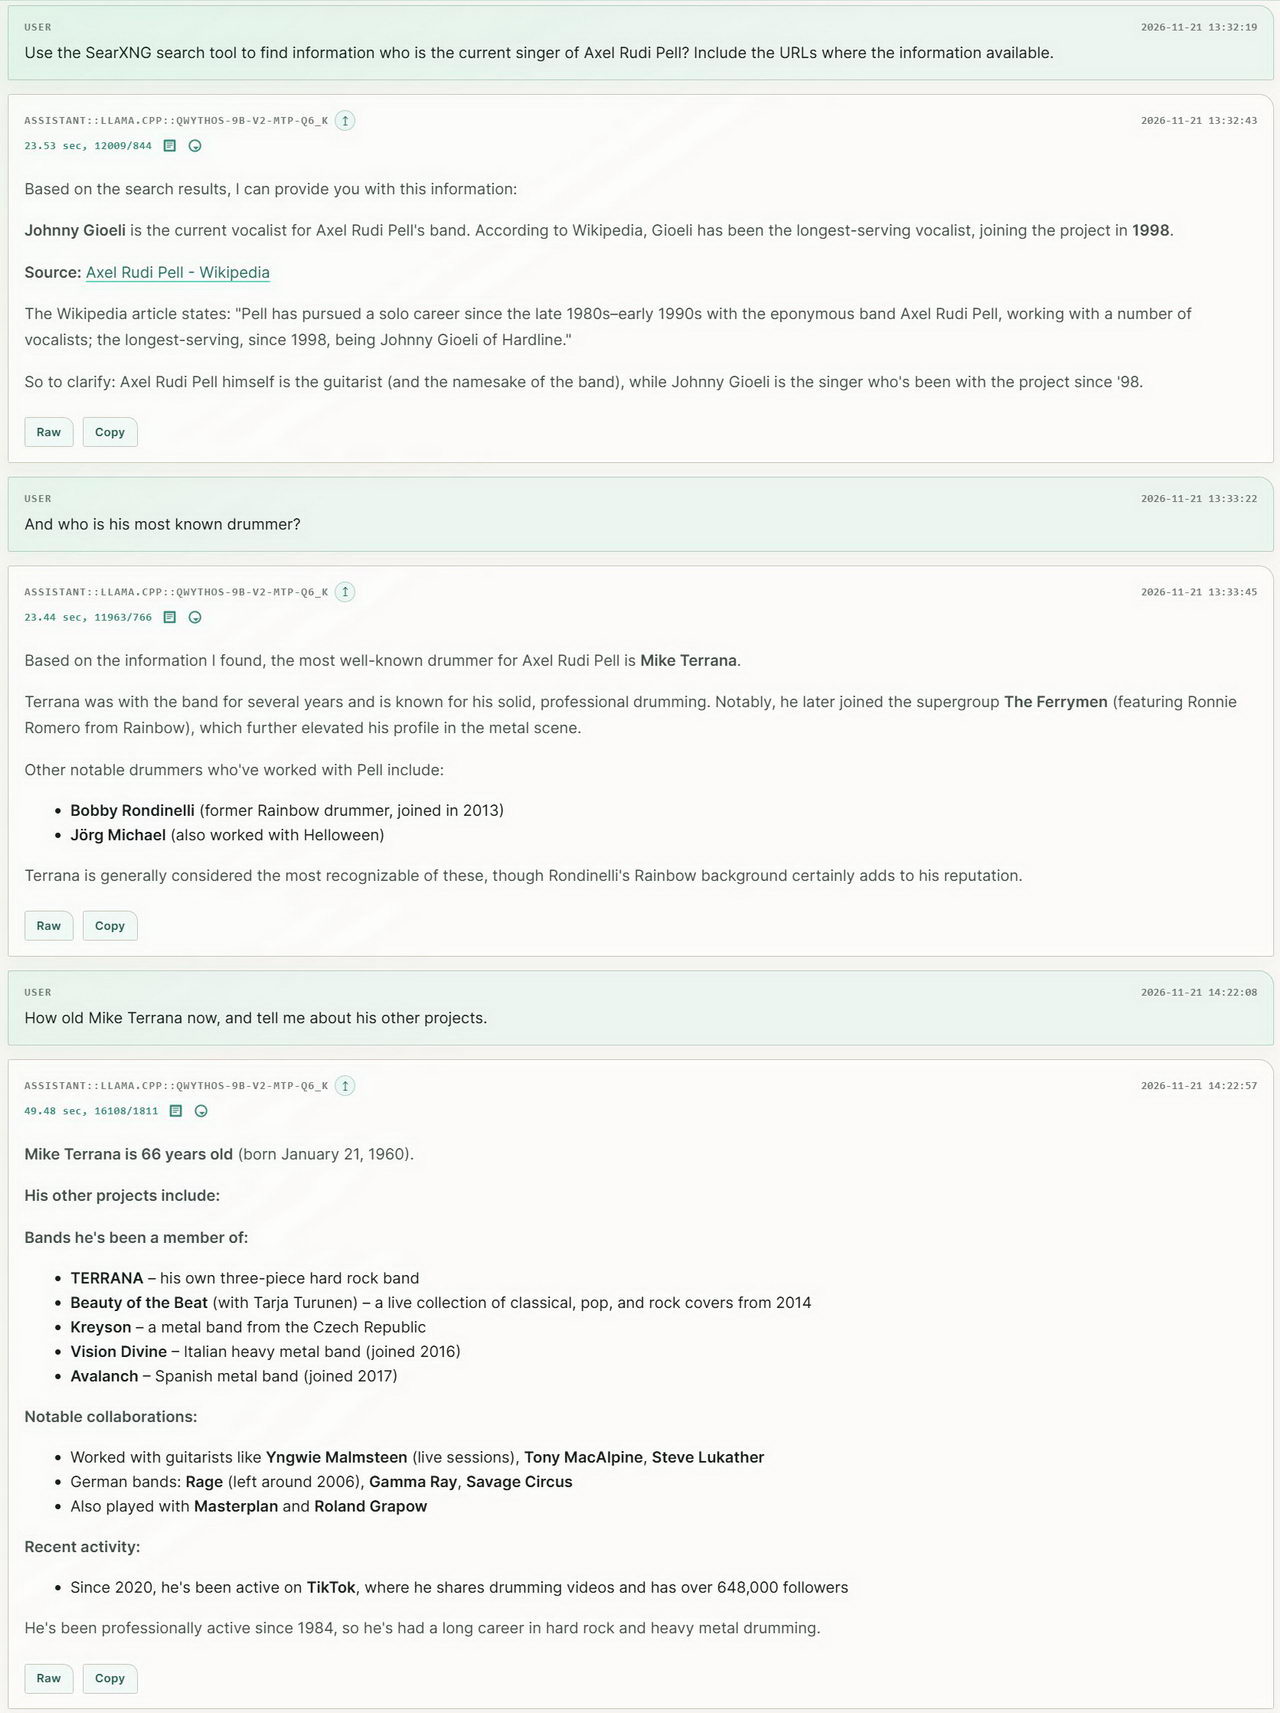 USER
2026-11-21 13:32:19
Use the SearXNG search tool to find information who is the current singer of Axel Rudi Pell? Include the URLs where the information available.
ASSISTANT::LLAMA.CPP::QWYTHOS-9B-V2-MTP-Q6_K
2026-11-21 13:32:43
23.53 sec, 12009/844
Based on the search results, I can provide you with this information:
Johnny Gioeli is the current vocalist for Axel Rudi Pell's band. According to Wikipedia, Gioeli has been the longest-serving vocalist, joining the project in 1998.
Source: Axel Rudi Pell - Wikipedia
The Wikipedia article states: "Pell has pursued a solo career since the late 1980s–early 1990s with the eponymous band Axel Rudi Pell, working with a number of
vocalists; the longest-serving, since 1998, being Johnny Gioeli of Hardline."
So to clarify: Axel Rudi Pell himself is the guitarist (and the namesake of the band), while Johnny Gioeli is the singer who's been with the project since '98.
Raw Copy
USER
2026-11-21 13:33:22
And who is his most known drummer?
ASSISTANT::LLAMA.CPP::QWYTHOS-9B-V2-MTP-Q6_K
2026-11-21 13:33:45
23.44 sec, 11963/766
Based on the information I found, the most well-known drummer for Axel Rudi Pell is Mike Terrana.
Terrana was with the band for several years and is known for his solid, professional drumming. Notably, he later joined the supergroup The Ferrymen (featuring Ronnie
Romero from Rainbow), which further elevated his profile in the metal scene.
Other notable drummers who've worked with Pell include:
• Bobby Rondinelli (former Rainbow drummer, joined in 2013)
• Jörg Michael (also worked with Helloween)
Terrana is generally considered the most recognizable of these, though Rondinelli's Rainbow background certainly adds to his reputation.
Raw Copy
USER
2026-11-21 14:22:08
How old Mike Terrana now, and tell me about his other projects.
ASSISTANT::LLAMA.CPP::QWYTHOS-9B-V2-MTP-Q6_K
2026-11-21 14:22:57
49.48 sec, 16108/1811
Mike Terrana is 66 years old (born January 21, 1960).
His other projects include:
Bands he's been a member of:
• TERRANA – his own three-piece hard rock band
• Beauty of the Beat (with Tarja Turunen) – a live collection of classical, pop, and rock covers from 2014
• Kreyson – a metal band from the Czech Republic
• Vision Divine – Italian heavy metal band (joined 2016)
• Avalanch – Spanish metal band (joined 2017)
Notable collaborations:
• Worked with guitarists like Yngwie Malmsteen (live sessions), Tony MacAlpine, Steve Lukather
• German bands: Rage (left around 2006), Gamma Ray, Savage Circus
• Also played with Masterplan and Roland Grapow
Recent activity:
• Since 2020, he's been active on TikTok, where he shares drumming videos and has over 648,000 followers
He's been professionally active since 1984, so he's had a long career in hard rock and heavy metal drumming.
Raw Copy